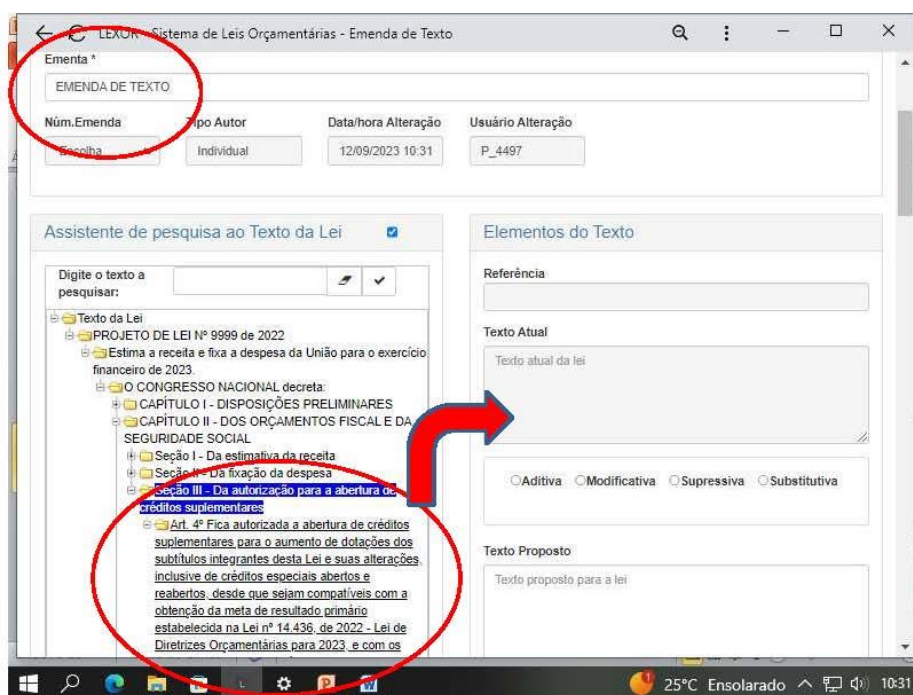 LEXOR - Sistema de Leis Orçamentárias - Emenda de Texto
Ementa *
EMENDA DE TEXTO
Núm.Emenda
Tipo Autor
Data/hora Alteração
Usuário Alteração
Escolha
Individual
12/09/2023 10:31
P_4497
Assistente de pesquisa ao Texto da Lei
Digite o texto a
pesquisar:
Texto da Lei
PROJETO DE LEI Nº 9999 de 2022
Estima a receita e fixa a despesa da União para o exercício
financeiro de 2023.
O CONGRESSO NACIONAL decreta:
CAPÍTULO I - DISPOSIÇÕES PRELIMINARES
CAPÍTULO II - DOS ORÇAMENTOS FISCAL E DA
SEGURIDADE SOCIAL
Seção I - Da estimativa da receita
Seção II - Da fixação da despesa
Seção III - Da autorização para a abertura de
créditos suplementares
Art. 4º Fica autorizada a abertura de créditos
suplementares para o aumento de dotações dos
subtítulos integrantes desta Lei e suas alterações,
inclusive de créditos especiais abertos e
reabertos, desde que sejam compatíveis com a
obtenção da meta de resultado primário
estabelecida na Lei nº 14.436, de 2022 - Lei de
Diretrizes Orçamentárias para 2023, e com os
Elementos do Texto
Referência
Texto Atual
Texto atual da lei
Aditiva Modificativa Supressiva Substitutiva
Texto Proposto
Texto proposto para a lei
25°C Ensolarado 10:31